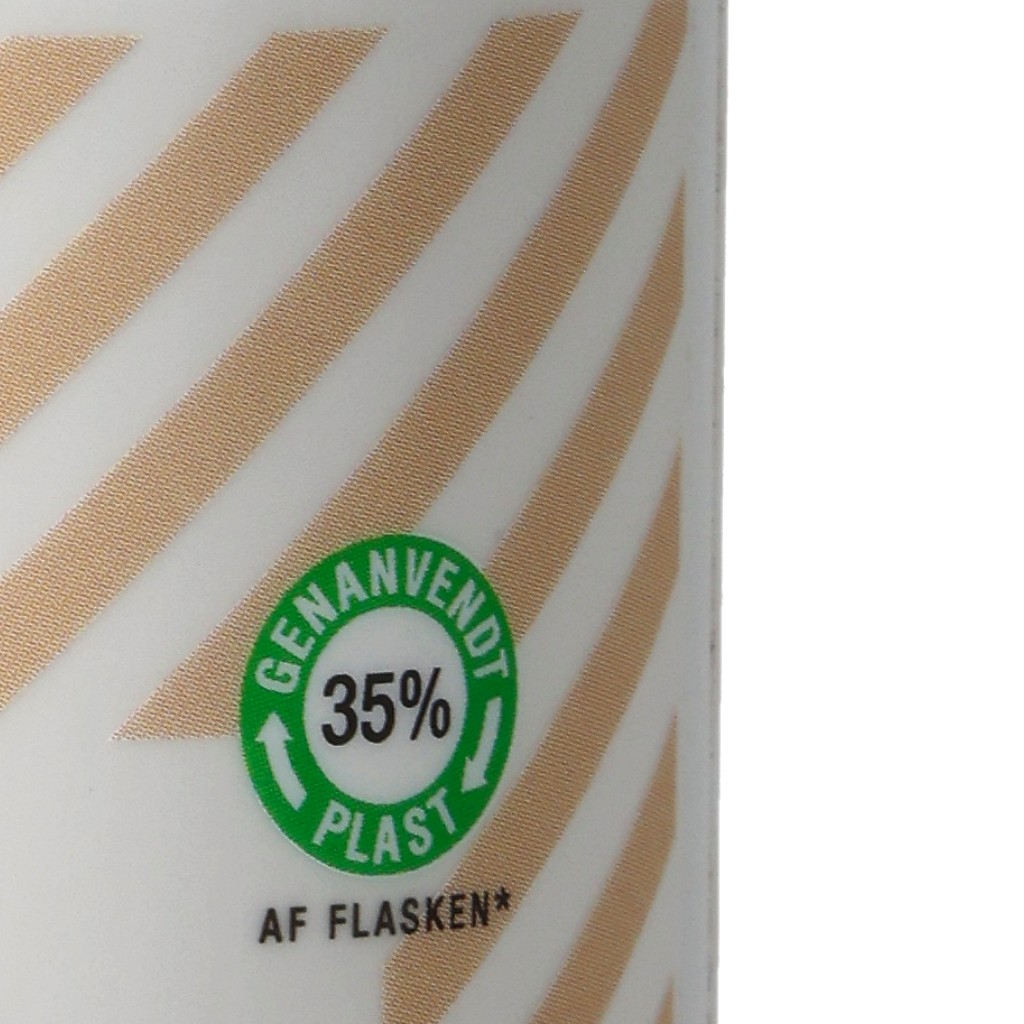 GENANVENDT
35%
PLAST
AF FLASKEN*